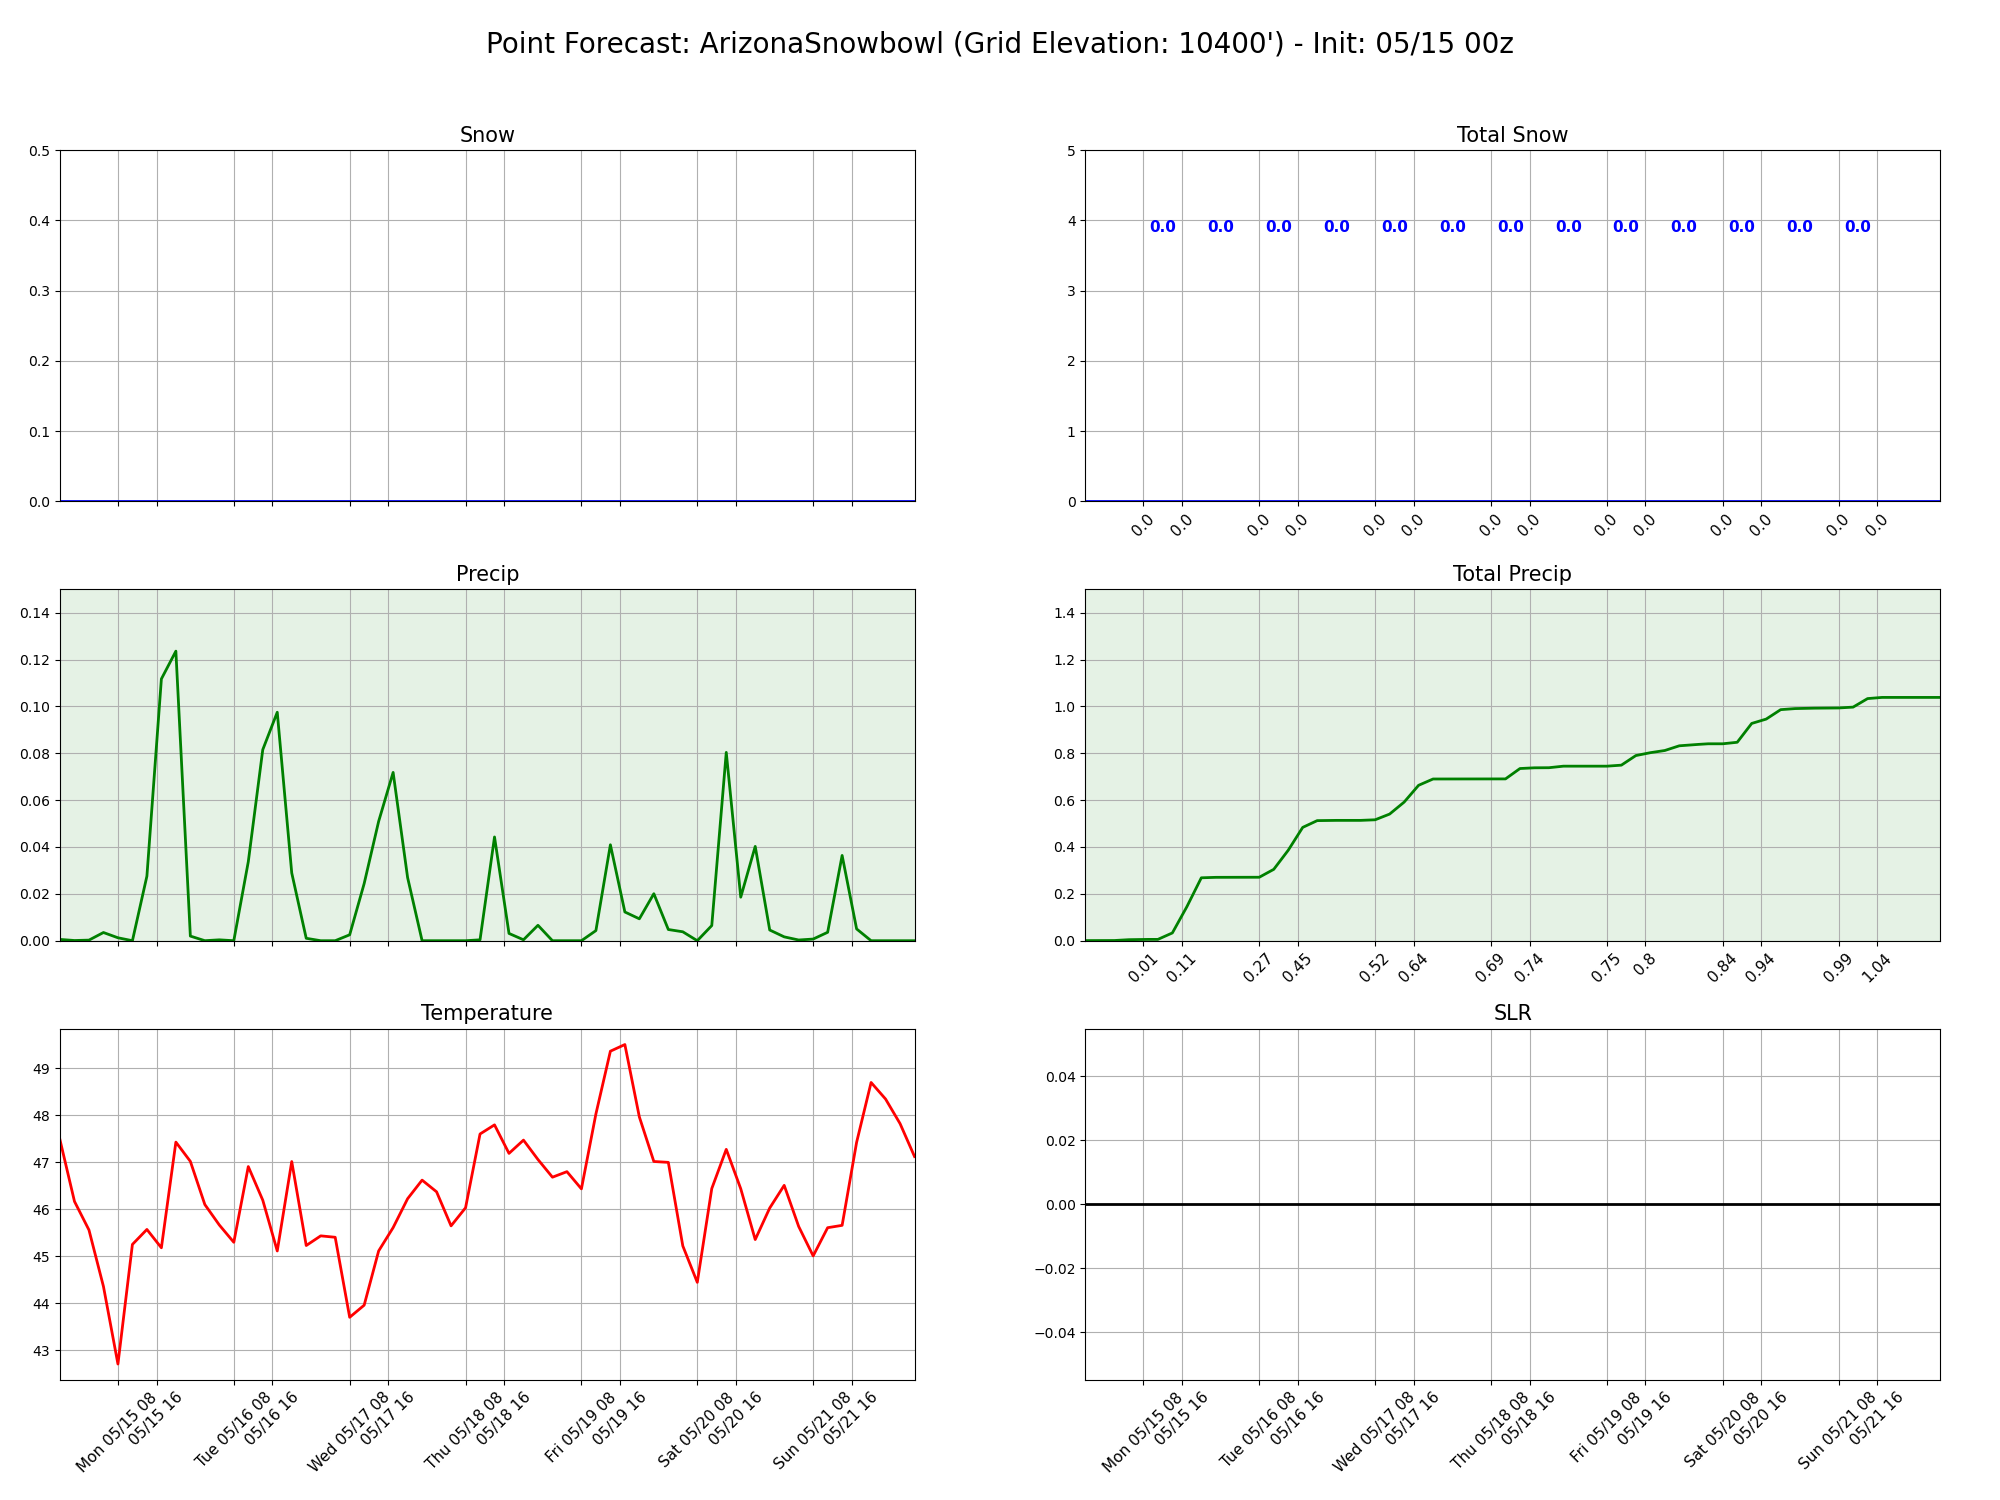 Point Forecast: ArizonaSnowbowl (Grid Elevation: 10400') - Init: 05/15 00z
Snow
0.5
0.4
0.3
0.2
0.1
0.0
Total Snow
5
4
3
2
1
0
0.0 0.0 0.0 0.0 0.0 0.0 0.0 0.0 0.0 0.0 0.0 0.0 0.0
0.0 0.0 0.0 0.0 0.0 0.0 0.0 0.0 0.0 0.0 0.0 0.0 0.0 0.0
Precip
0.14
0.12
0.10
0.08
0.06
0.04
0.02
0.00
Total Precip
1.4
1.2
1.0
0.8
0.6
0.4
0.2
0.0
0.01 0.11 0.27 0.45 0.52 0.64 0.69 0.74 0.75 0.8 0.84 0.94 0.99 1.04
Temperature
49
48
47
46
45
44
43
Mon 05/15 08
05/15 16
Tue 05/16 08
05/16 16
Wed 05/17 08
05/17 16
Thu 05/18 08
05/18 16
Fri 05/19 08
05/19 16
Sat 05/20 08
05/20 16
Sun 05/21 08
05/21 16
SLR
0.04
0.02
0.00
−0.02
−0.04
Mon 05/15 08
05/15 16
Tue 05/16 08
05/16 16
Wed 05/17 08
05/17 16
Thu 05/18 08
05/18 16
Fri 05/19 08
05/19 16
Sat 05/20 08
05/20 16
Sun 05/21 08
05/21 16